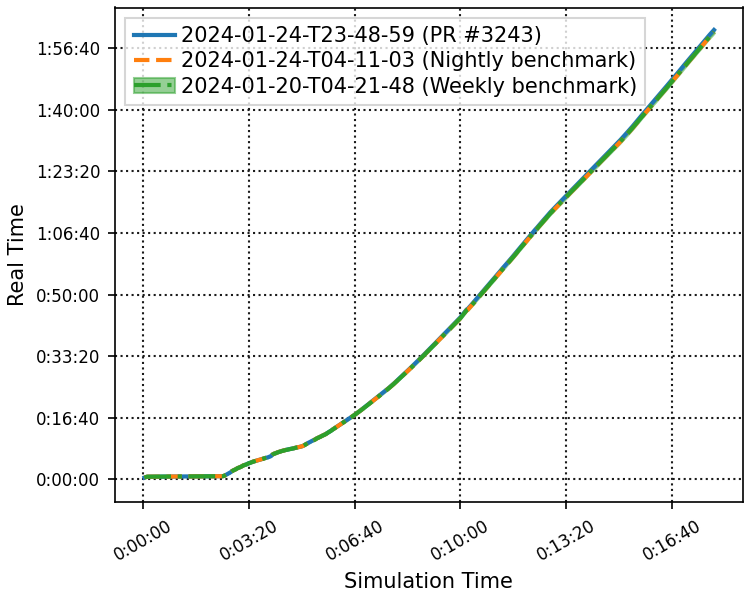 2024-01-24-T23-48-59 (PR #3243)
2024-01-24-T04-11-03 (Nightly benchmark)
2024-01-20-T04-21-48 (Weekly benchmark)
1:56:40
1:40:00
1:23:20
1:06:40
0:50:00
0:33:20
0:16:40
0:00:00
Real Time
0:00:00
0:03:20
0:06:40
0:10:00
0:13:20
0:16:40
Simulation Time